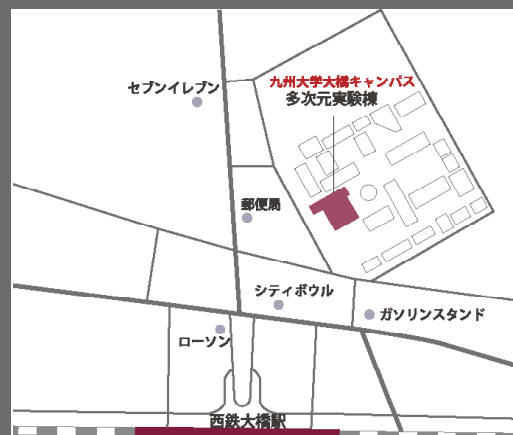 九州大学大橋キャンパス
多次元実験棟
セブンイレブン
郵便局
シティボウル
ガソリンスタンド
ローソン
西鉄大橋駅